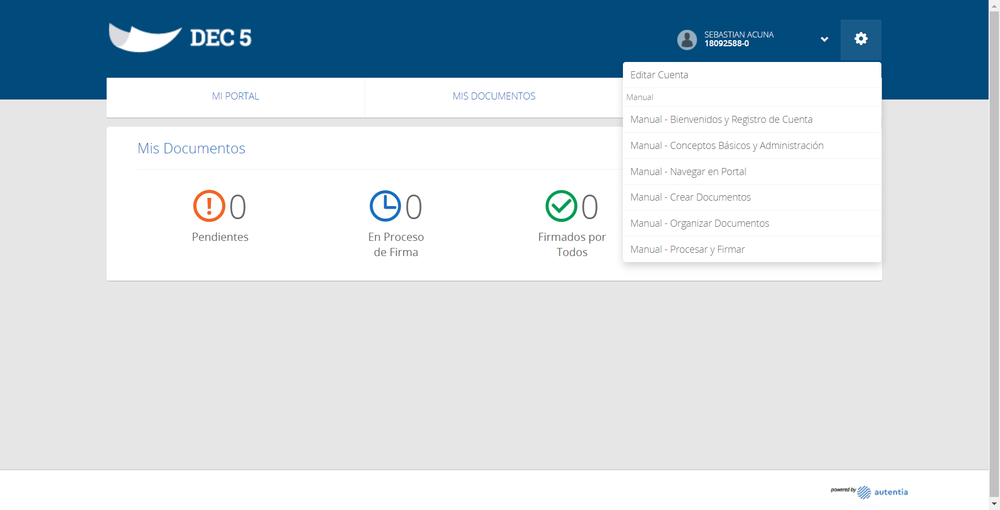 DEC 5
SEBASTIAN ACUNA
18092588-0
MI PORTAL
MIS DOCUMENTOS
Editar Cuenta
Manual
Manual - Bienvenidos y Registro de Cuenta
Manual - Conceptos Básicos y Administración
Manual - Navegar en Portal
Manual - Crear Documentos
Manual - Organizar Documentos
Manual - Procesar y Firmar
Mis Documentos
0
Pendientes
0
En Proceso
de Firma
0
Firmados por
Todos
powered by autentia